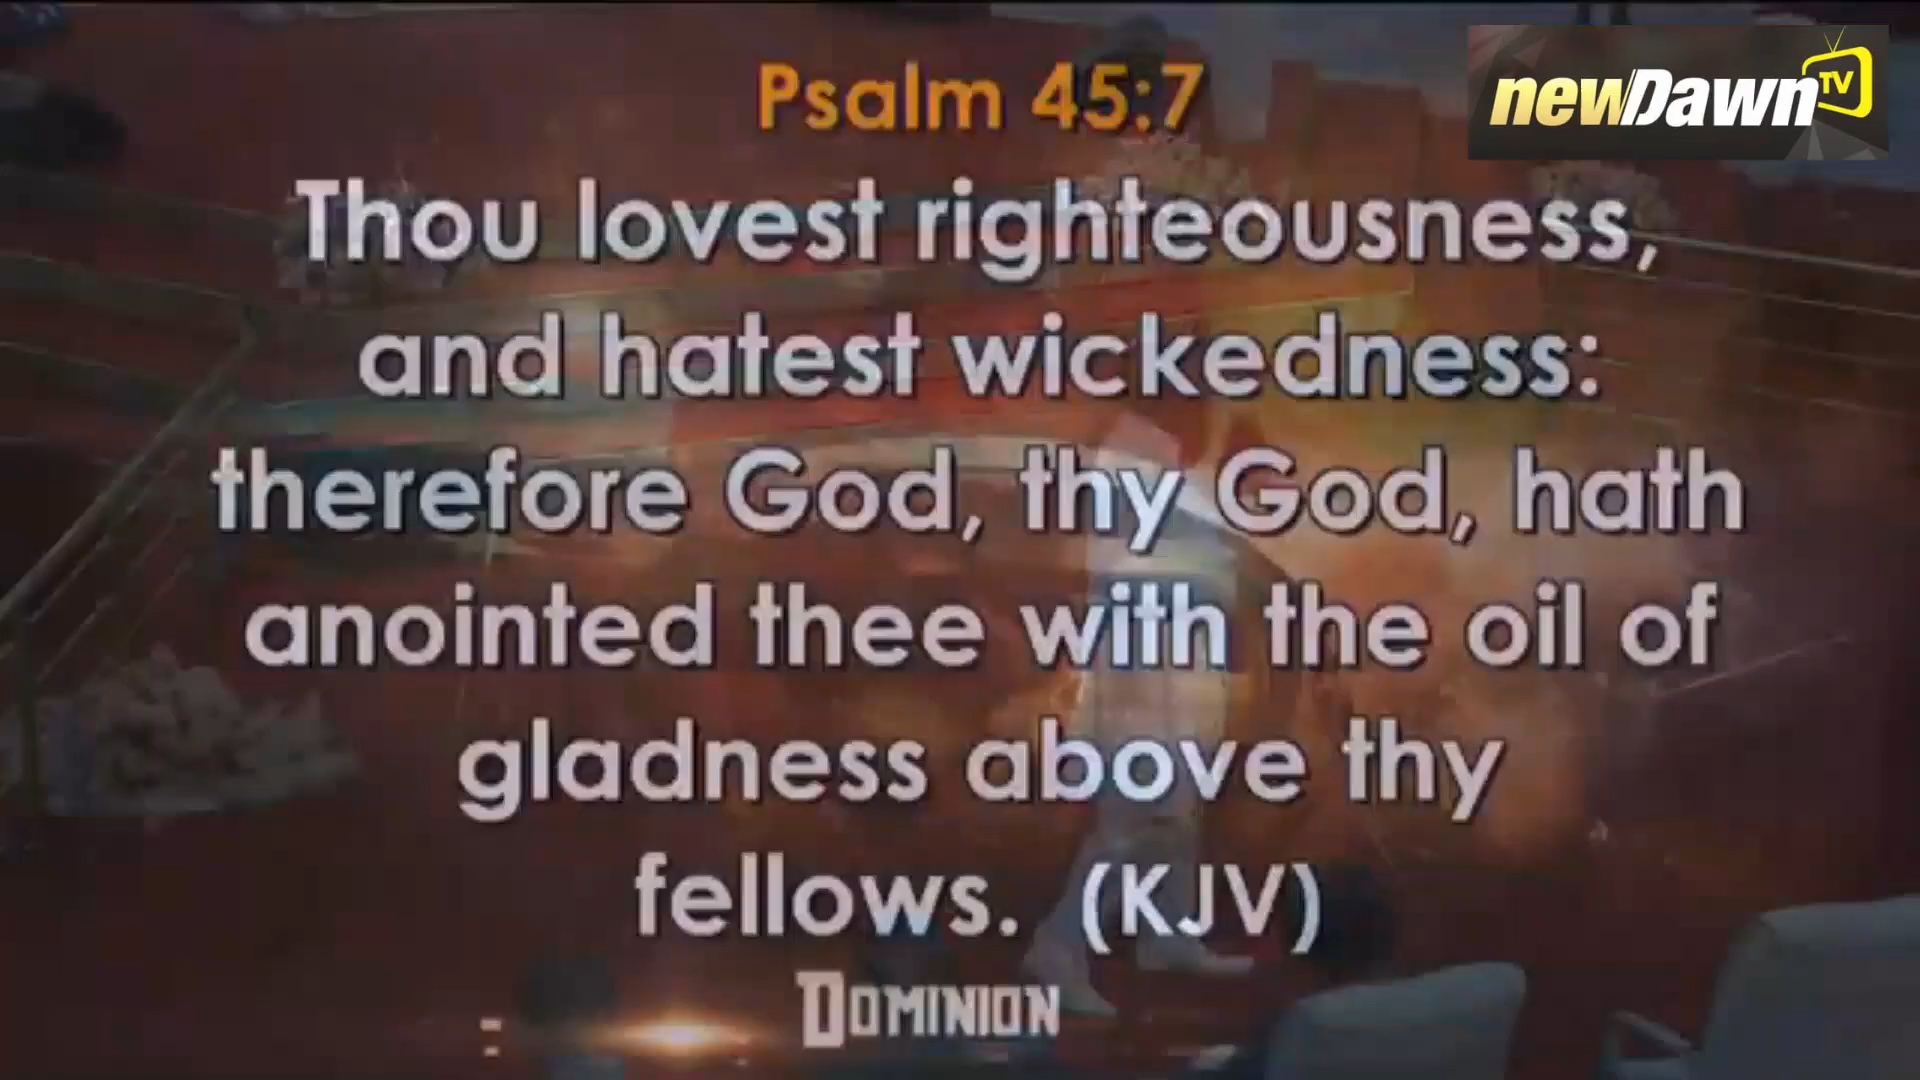 Psalm 45:7
newDawn TV
Thou lovest righteousness,
and hatest wickedness:
therefore God, thy God, hath
anointed thee with the oil of
gladness above thy
fellows. (KJV)
DOMINION